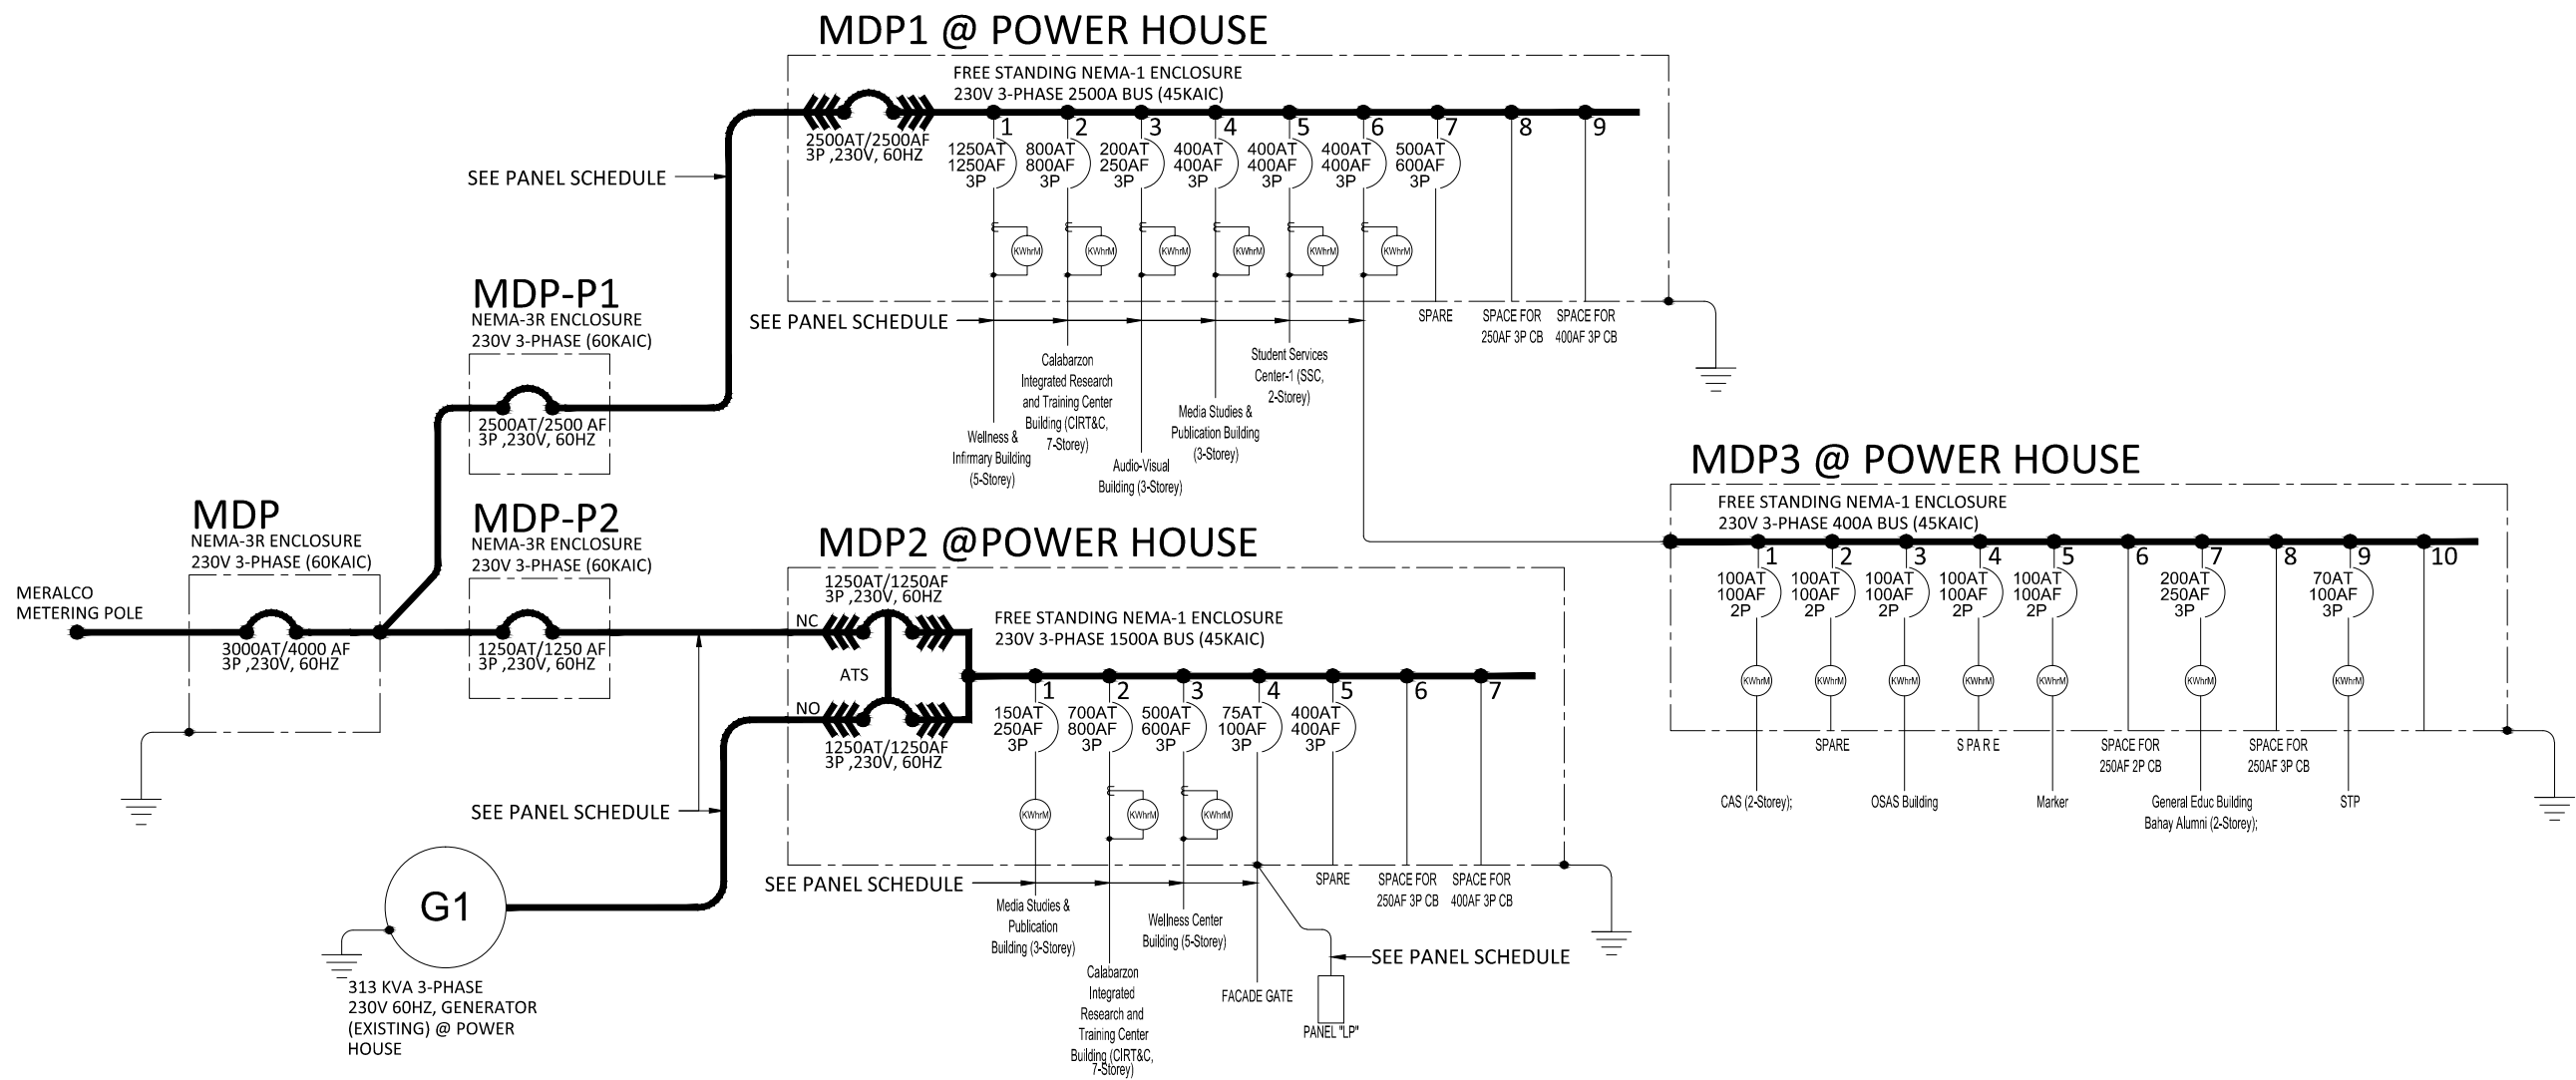 MDP1 @ POWER HOUSE
FREE STANDING NEMA-1 ENCLOSURE
230V 3-PHASE 2500A BUS (45KAIC)
2500AT/2500AF
3P ,230V, 60HZ
1
2
3
4
5
6
7
8
9
1250AT
1250AF
3P
800AT
800AF
3P
200AT
250AF
3P
400AT
400AF
3P
400AT
400AF
3P
400AT
400AF
3P
500AT
600AF
3P
KWhrM
KWhrM
KWhrM
KWhrM
KWhrM
KWhrM
SEE PANEL SCHEDULE
SEE PANEL SCHEDULE
SPARE
SPACE FOR
250AF 3P CB
SPACE FOR
400AF 3P CB
Wellness &
Infirmary Building
(5-Storey)
Calabarzon
Integrated Research
and Training Center
Building (CIRT&C,
7-Storey)
Audio-Visual
Building (3-Storey)
Media Studies &
Publication Building
(3-Storey)
Student Services
Center-1 (SSC,
2-Storey)
MDP-P1
NEMA-3R ENCLOSURE
230V 3-PHASE (60KAIC)
2500AT/2500 AF
3P ,230V, 60HZ
MDP
NEMA-3R ENCLOSURE
230V 3-PHASE (60KAIC)
MERALCO
METERING POLE
3000AT/4000 AF
3P ,230V, 60HZ
MDP-P2
NEMA-3R ENCLOSURE
230V 3-PHASE (60KAIC)
1250AT/1250 AF
3P ,230V, 60HZ
MDP2 @POWER HOUSE
1250AT/1250AF
3P ,230V, 60HZ
NC
ATS
NO
1250AT/1250AF
3P ,230V, 60HZ
FREE STANDING NEMA-1 ENCLOSURE
230V 3-PHASE 1500A BUS (45KAIC)
1
2
3
4
5
6
7
150AT
250AF
3P
700AT
800AF
3P
500AT
600AF
3P
75AT
100AF
3P
400AT
400AF
3P
KWhrM
KWhrM
KWhrM
SEE PANEL SCHEDULE
SEE PANEL SCHEDULE
SPARE
SPACE FOR
250AF 3P CB
SPACE FOR
400AF 3P CB
Media Studies &
Publication
Building (3-Storey)
Calabarzon
Integrated
Research and
Training Center
Building (CIRT&C,
7-Storey)
Wellness Center
Building (5-Storey)
FACADE GATE
SEE PANEL SCHEDULE
PANEL "LP"
G1
313 KVA 3-PHASE
230V 60HZ, GENERATOR
(EXISTING) @ POWER
HOUSE
MDP3 @ POWER HOUSE
FREE STANDING NEMA-1 ENCLOSURE
230V 3-PHASE 400A BUS (45KAIC)
1
2
3
4
5
6
7
8
9
10
100AT
100AF
2P
100AT
100AF
2P
100AT
100AF
2P
100AT
100AF
2P
100AT
100AF
2P
200AT
250AF
3P
70AT
100AF
3P
KWhrM
KWhrM
KWhrM
KWhrM
KWhrM
KWhrM
KWhrM
SPARE
S P A R E
SPACE FOR
250AF 2P CB
SPACE FOR
250AF 3P CB
CAS (2-Storey);
OSAS Building
Marker
General Educ Building
Bahay Alumni (2-Storey);
STP